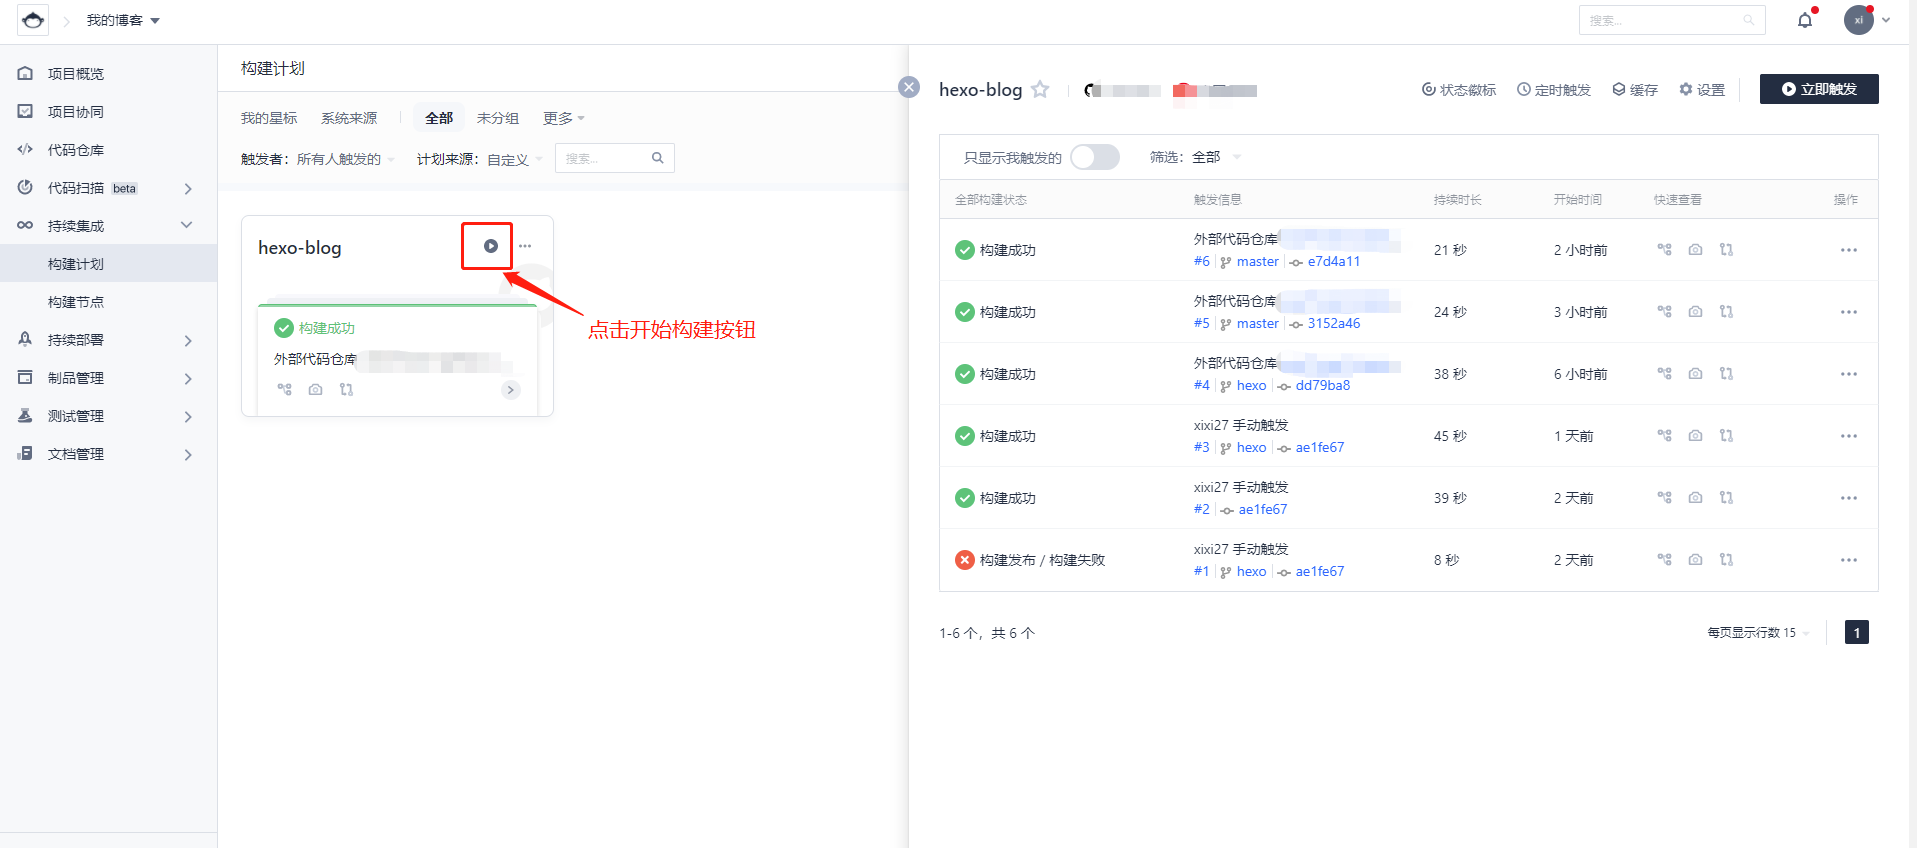 我的博客
搜索...
xi
项目概览
项目协同
代码仓库
代码扫描 beta
持续集成
构建计划
构建节点
持续部署
制品管理
测试管理
文档管理
构建计划
我的星标 系统来源 全部 未分组 更多
触发者: 所有人触发的 计划来源: 自定义 搜索...
hexo-blog
构建成功
外部代码仓库
点击开始构建按钮
hexo-blog 状态徽标 定时触发 缓存 设置 立即触发
只显示我触发的 筛选: 全部
全部构建状态 触发信息 持续时长 开始时间 快速查看 操作
构建成功 外部代码仓库 21 秒 2 小时前
#6 master e7d4a11
构建成功 外部代码仓库 24 秒 3 小时前
#5 master 3152a46
构建成功 外部代码仓库 38 秒 6 小时前
#4 hexo dd79ba8
构建成功 xixi27 手动触发 45 秒 1 天前
#3 hexo ae1fe67
构建成功 xixi27 手动触发 39 秒 2 天前
#2 ae1fe67
构建发布 / 构建失败 xixi27 手动触发 8 秒 2 天前
#1 hexo ae1fe67
1-6 个，共 6 个 每页显示行数 15 1